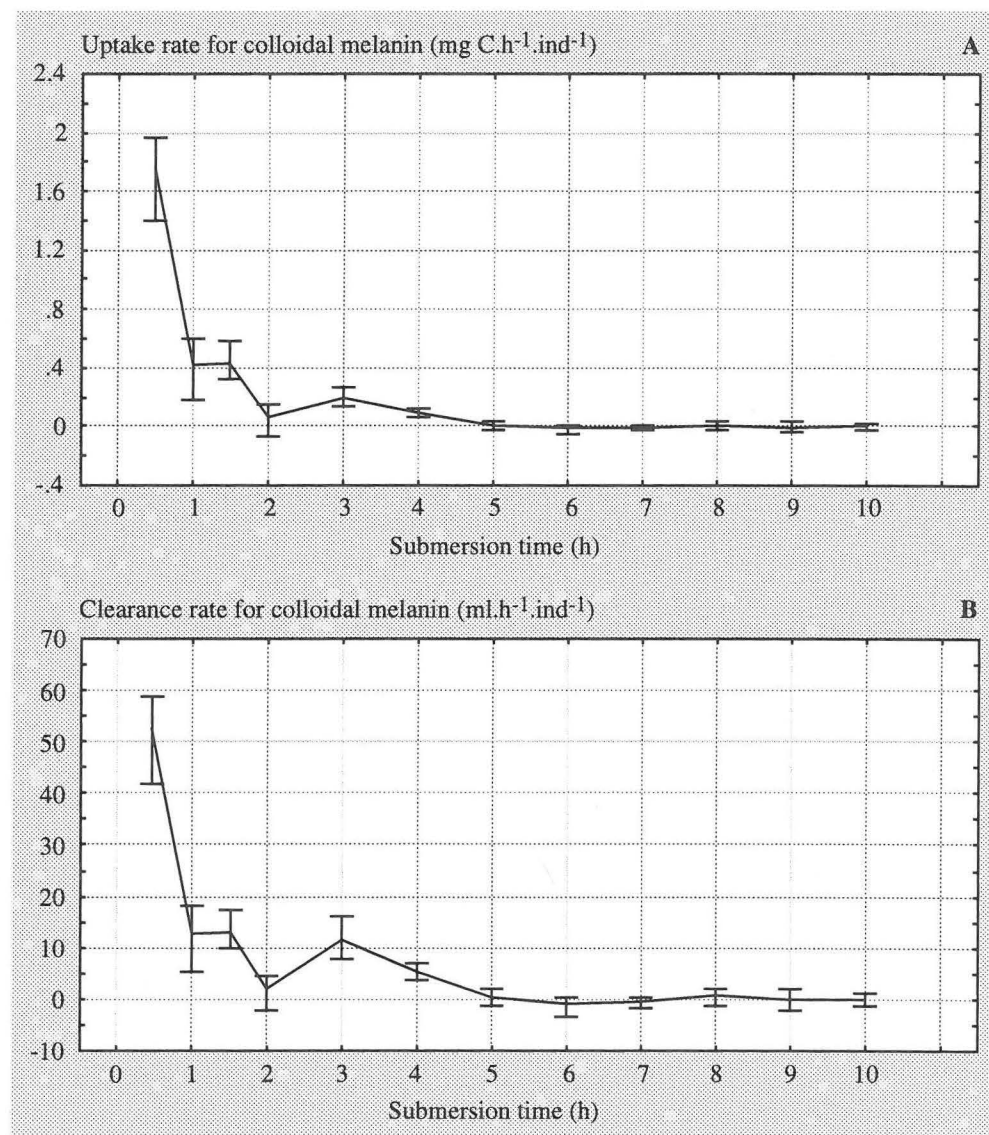 Uptake rate for colloidal melanin (mg C.h-1.ind-1) A
2.4
2
1.6
1.2
.8
.4
0
-.4
0 1 2 3 4 5 6 7 8 9 10
Submersion time (h)
Clearance rate for colloidal melanin (ml.h-1.ind-1) B
70
60
50
40
30
20
10
0
-10
0 1 2 3 4 5 6 7 8 9 10
Submersion time (h)